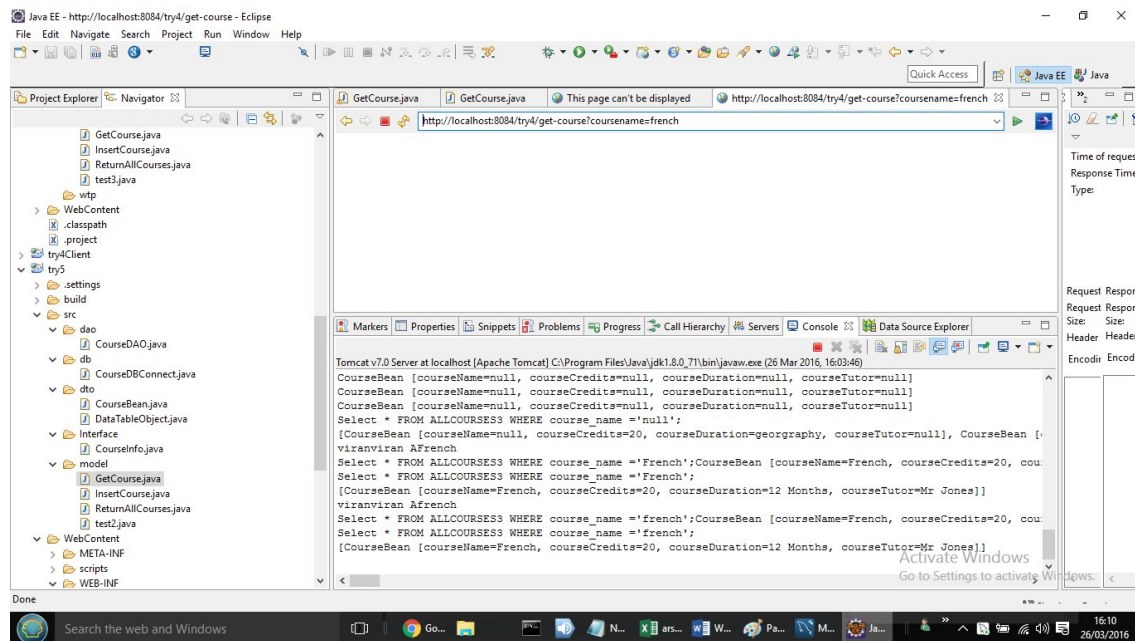 Java EE - http://localhost:8084/try4/get-course - Eclipse
File Edit Navigate Search Project Run Window Help
Quick Access
Java EE
Java
Project Explorer
Navigator
GetCourse.java
InsertCourse.java
ReturnAllCourses.java
test3.java
wtp
WebContent
.classpath
.project
try4Client
try5
.settings
build
src
dao
CourseDAO.java
db
CourseDBConnect.java
dto
CourseBean.java
DataTableObject.java
Interface
CourseInfo.java
model
GetCourse.java
InsertCourse.java
ReturnAllCourses.java
test2.java
WebContent
META-INF
scripts
WEB-INF
GetCourse.java
GetCourse.java
This page can't be displayed
http://localhost:8084/try4/get-course?coursename=french
http://localhost:8084/try4/get-course?coursename=french
Markers Properties Snippets Problems Progress Call Hierarchy Servers Console Data Source Explorer
Tomcat v7.0 Server at localhost [Apache Tomcat] C:\Program Files\Java\jdk1.8.0_71\bin\javaw.exe (26 Mar 2016, 16:03:46)
CourseBean [courseName=null, courseCredits=null, courseDuration=null, courseTutor=null]
CourseBean [courseName=null, courseCredits=null, courseDuration=null, courseTutor=null]
CourseBean [courseName=null, courseCredits=null, courseDuration=null, courseTutor=null]
Select * FROM ALLCOURSES3 WHERE course_name ='null';
[CourseBean [courseName=null, courseCredits=20, courseDuration=georgraphy, courseTutor=null], CourseBean [
viranviran AFrench
Select * FROM ALLCOURSES3 WHERE course_name ='French';CourseBean [courseName=French, courseCredits=20, cou
Select * FROM ALLCOURSES3 WHERE course_name ='French';
[CourseBean [courseName=French, courseCredits=20, courseDuration=12 Months, courseTutor=Mr Jones]]
viranviran Afrench
Select * FROM ALLCOURSES3 WHERE course_name ='french';CourseBean [courseName=French, courseCredits=20, cou
Select * FROM ALLCOURSES3 WHERE course_name ='french';
[CourseBean [courseName=French, courseCredits=20, courseDuration=12 Months, courseTutor=Mr Jones]]
Time of reques
Response Time
Type:
Request Respor
Request Respor
Size: Size:
Header Heade
Encodin Encod
Activate Windows
Go to Settings to activate Windows.
Done
Search the web and Windows
Go...
N...
ars...
W...
Pa...
M...
Ja...
16:10
26/03/2016